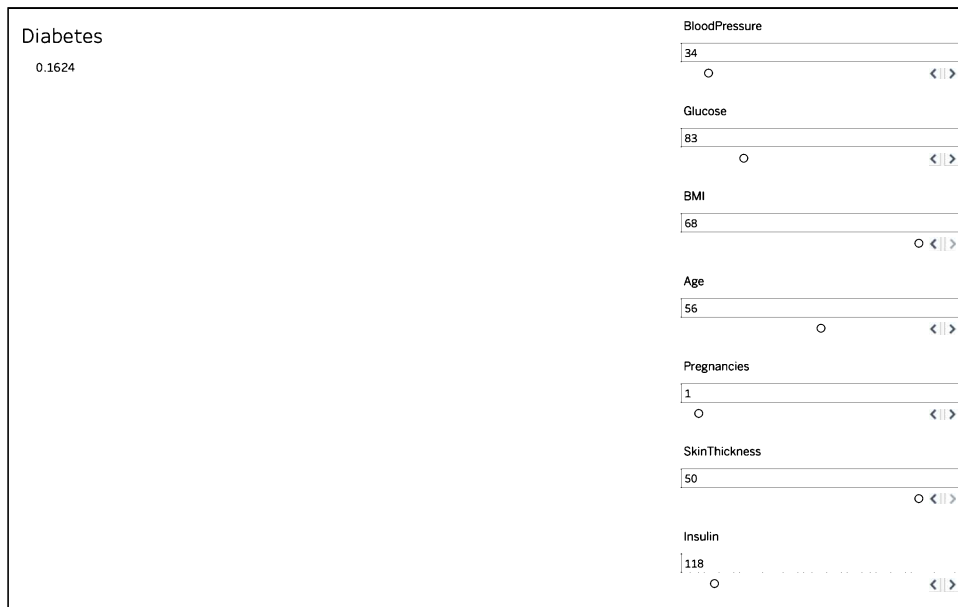 Diabetes
0.1624
BloodPressure
34
Glucose
83
BMI
68
Age
56
Pregnancies
1
SkinThickness
50
Insulin
118